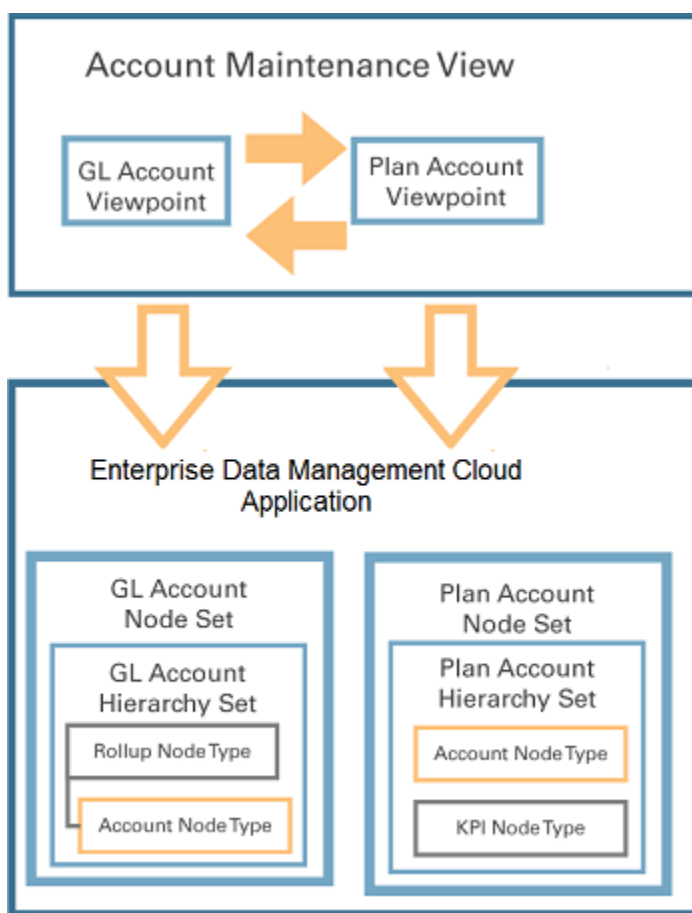 Account Maintenance View
GL Account
Viewpoint
Plan Account
Viewpoint
Enterprise Data Management Cloud
Application
GL Account
Node Set
GL Account
Hierarchy Set
Rollup Node Type
Account Node Type
Plan Account
Node Set
Plan Account
Hierarchy Set
Account Node Type
KPI Node Type